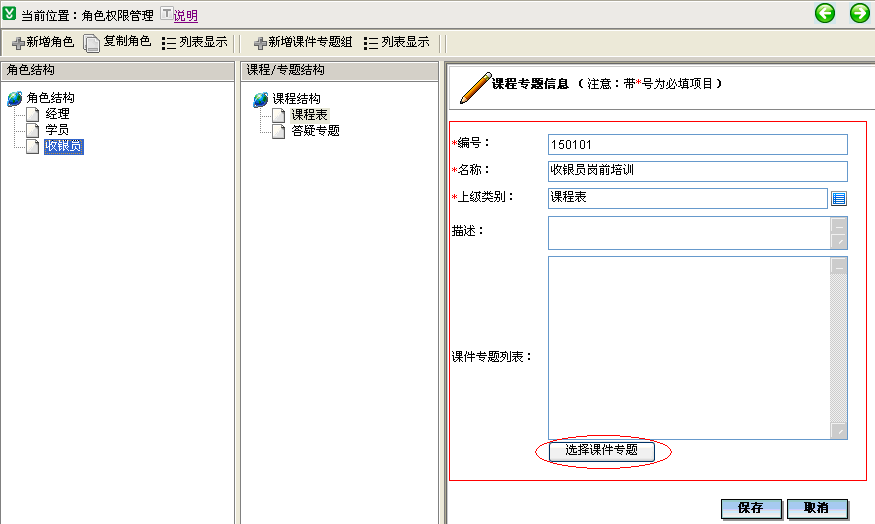 当前位置：角色权限管理 T说明
新增角色 复制角色 列表显示 新增课件专题组 列表显示
角色结构
角色结构
经理
学员
收银员
课程/专题结构
课程结构
课程表
答疑专题
课程专题信息（注意：带*号为必填项目）
*编号： 150101
*名称： 收银员岗前培训
*上级类别： 课程表
描述：
课件专题列表：
选择课件专题
保存 取消